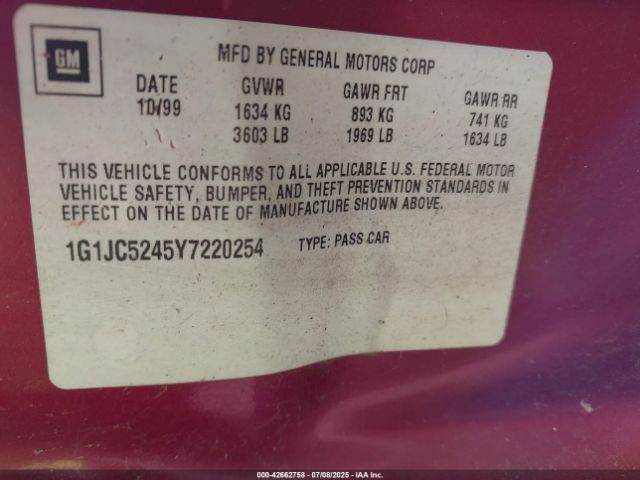 GM
MFD BY GENERAL MOTORS CORP
DATE GVWR GAWR FRT GAWR RR
10/99 1634 KG 893 KG 741 KG
3603 LB 1969 LB 1634 LB
THIS VEHICLE CONFORMS TO ALL APPLICABLE U.S. FEDERAL MOTOR
VEHICLE SAFETY, BUMPER, AND THEFT PREVENTION STANDARDS IN
EFFECT ON THE DATE OF MANUFACTURE SHOWN ABOVE.
1G1JC5245Y7220254 TYPE: PASS CAR
000-42662758 - 07/08/2025 - IAA Inc.